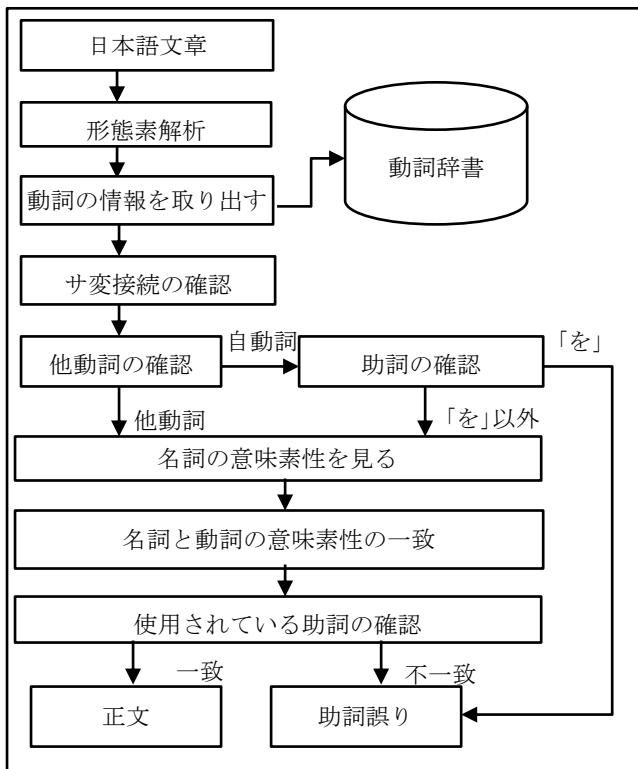 日本語文章
形態素解析
動詞辞書
動詞の情報を取り出す
サ変接続の確認
他動詞の確認
自動詞
助詞の確認
「を」
他動詞
「を」以外
名詞の意味素性を見る
名詞と動詞の意味素性の一致
使用されている助詞の確認
一致
不一致
正文
助詞誤り